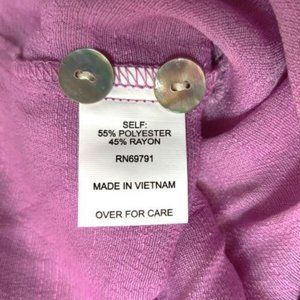 SELF:
55% POLYESTER
45% RAYON
RN69791
MADE IN VIETNAM
OVER FOR CARE